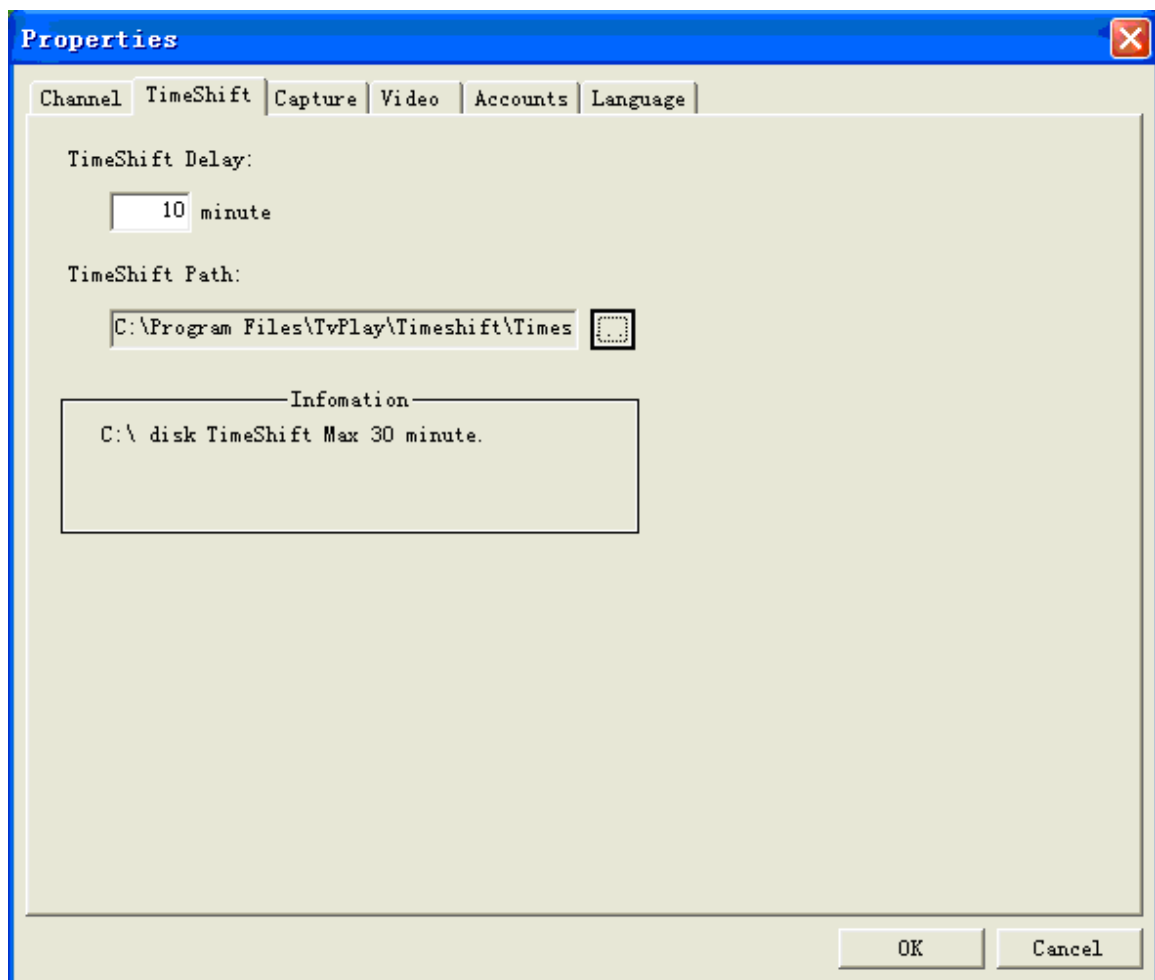 Properties
Channel TimeShift Capture Video Accounts Language
TimeShift Delay:
10 minute
TimeShift Path:
C:\Program Files\TvPlay\Timeshift\Times ...
Infomation
C:\ disk TimeShift Max 30 minute.
OK Cancel